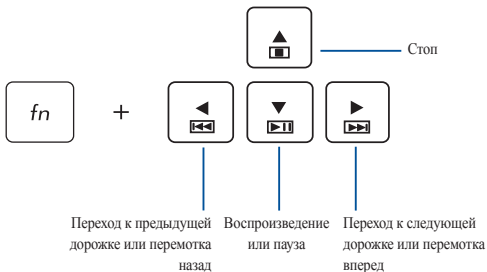 Стоп
fn
+
Переход к предыдущей
дорожке или перемотка
назад
Воспроизведение
или пауза
Переход к следующей
дорожке или перемотка
вперед